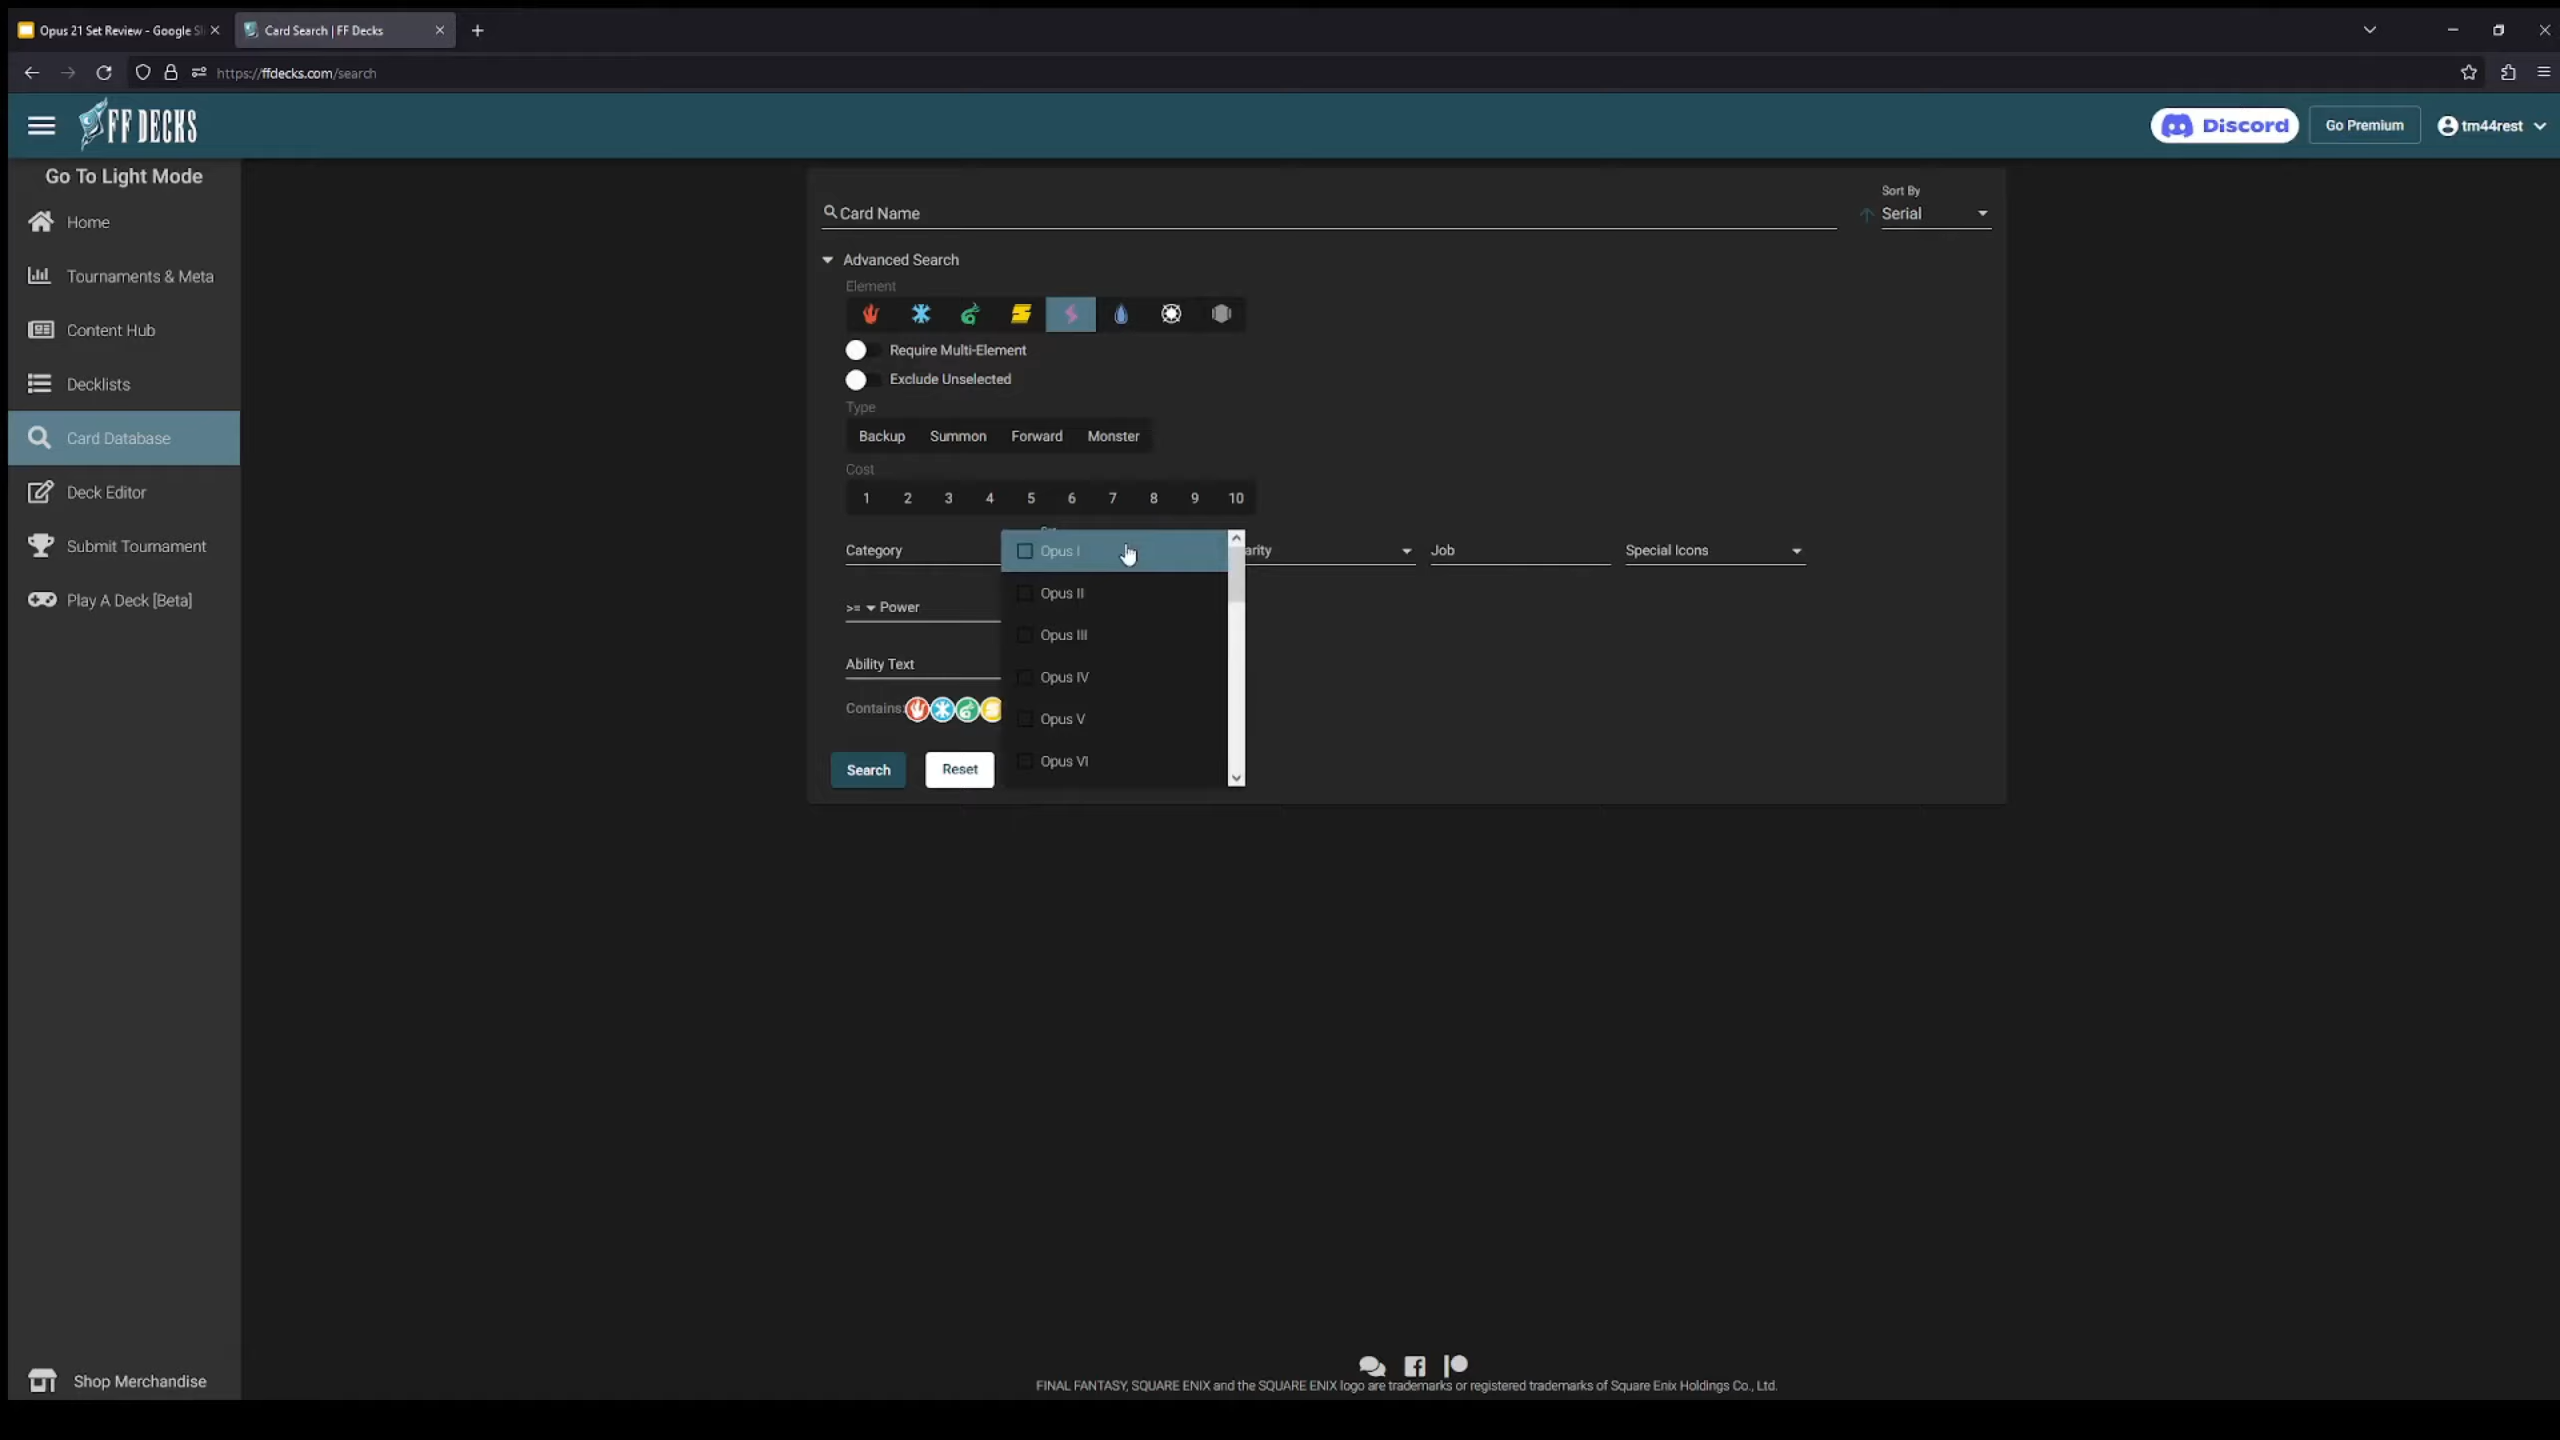 Opus 21 Set Review - Google Sl
Card Search | FF Decks
https://ffdecks.com/search
FF DECKS
Discord
Go Premium
tm44rest
Go To Light Mode
Home
Tournaments & Meta
Content Hub
Decklists
Card Database
Deck Editor
Submit Tournament
Play A Deck [Beta]
Shop Merchandise
Card Name
Sort By
Serial
Advanced Search
Element
Require Multi-Element
Exclude Unselected
Type
Backup Summon Forward Monster
Cost
1 2 3 4 5 6 7 8 9 10
Category
arity
Job
Special Icons
>= Power
Ability Text
Contains:
Opus I
Opus II
Opus III
Opus IV
Opus V
Opus VI
Search
Reset
FINAL FANTASY, SQUARE ENIX and the SQUARE ENIX logo are trademarks or registered trademarks of Square Enix Holdings Co., Ltd.